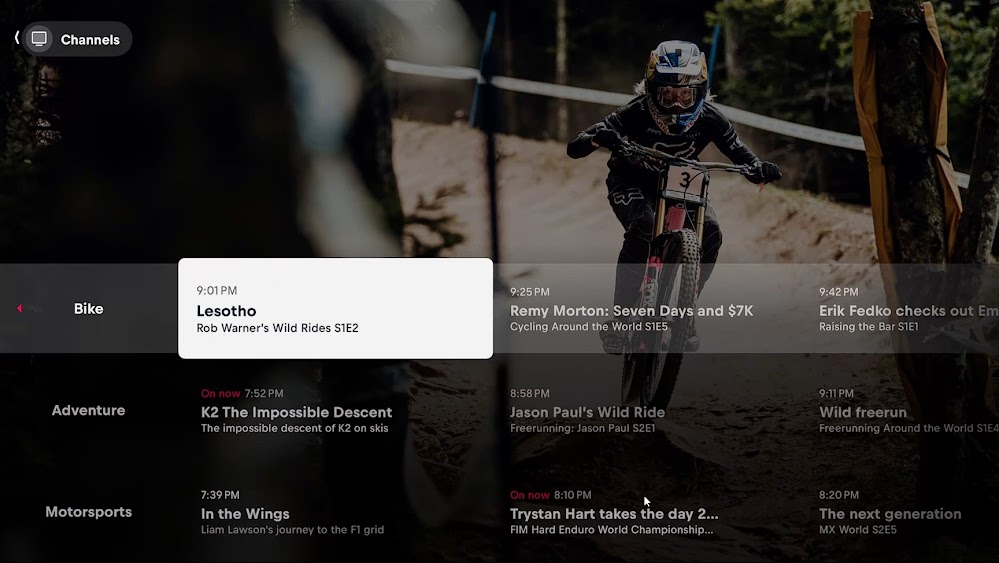 Channels
Bike
9:01 PM
Lesotho
Rob Warner's Wild Rides S1E2
9:25 PM
Remy Morton: Seven Days and $7K
Cycling Around the World S1E5
9:42 PM
Erik Fedko checks out Em
Raising the Bar S1E1
3
Adventure
On now 7:52 PM
K2 The Impossible Descent
The impossible descent of K2 on skis
8:58 PM
Jason Paul's Wild Ride
Freerunning: Jason Paul S2E1
9:11 PM
Wild freerun
Freerunning Around the World S1E4
Motorsports
7:39 PM
In the Wings
Liam Lawson's journey to the F1 grid
On now 8:10 PM
Trystan Hart takes the day 2...
FIM Hard Enduro World Championship...
8:20 PM
The next generation
MX World S2E5